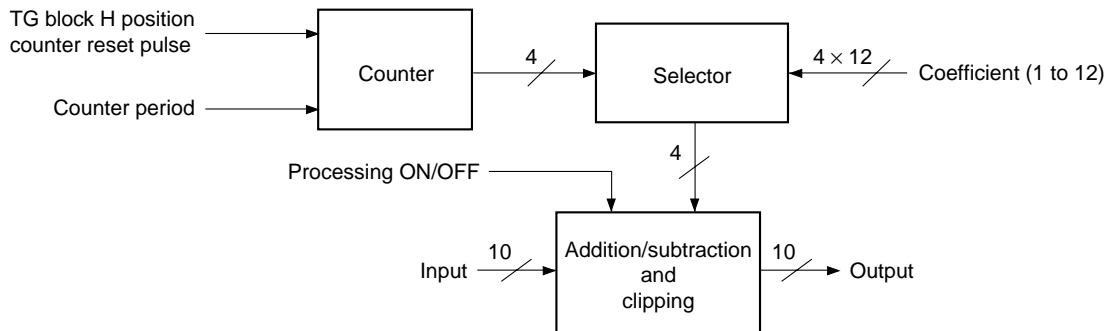 TG block H position
counter reset pulse
Counter period
Counter
4
Selector
4 × 12
Coefficient (1 to 12)
Processing ON/OFF
4
Input
10
Addition/subtraction
and
clipping
10
Output